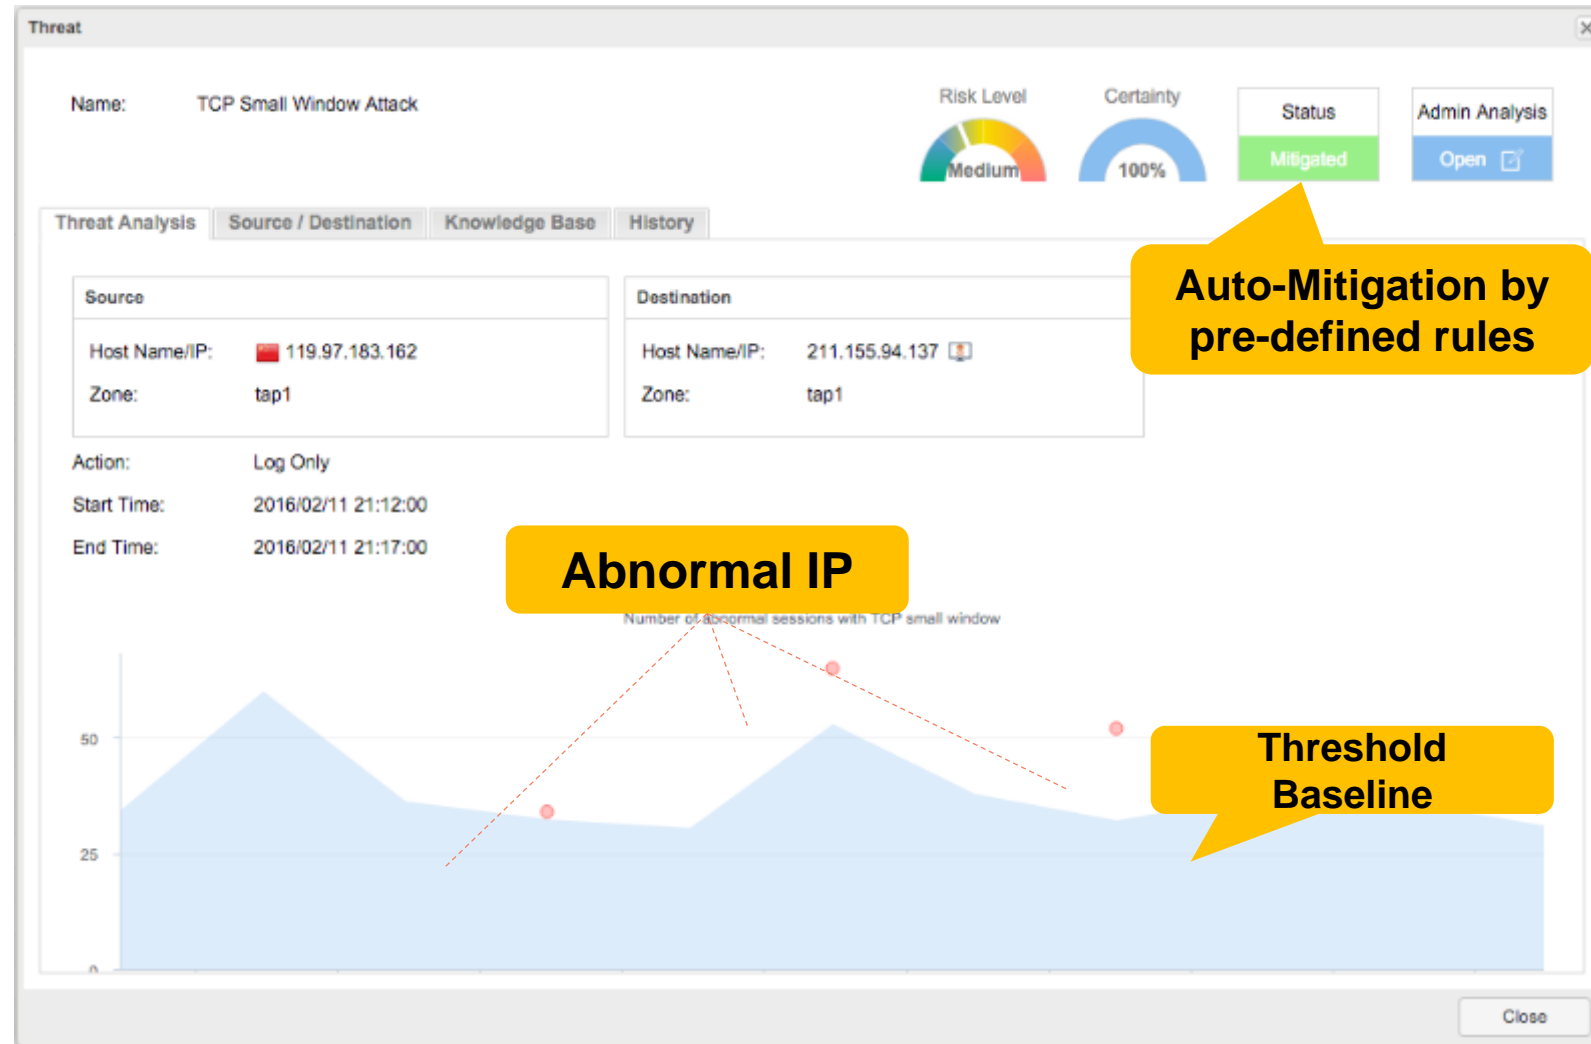 Threat
Name: TCP Small Window Attack
Risk Level
Medium
Certainty
100%
Status
Mitigated
Admin Analysis
Open
Threat Analysis
Source / Destination
Knowledge Base
History
Auto-Mitigation by
pre-defined rules
Source
Host Name/IP: 119.97.183.162
Zone: tap1
Destination
Host Name/IP: 211.155.94.137
Zone: tap1
Action: Log Only
Start Time: 2016/02/11 21:12:00
End Time: 2016/02/11 21:17:00
Abnormal IP
Number of abnormal sessions with TCP small window
50
25
0
Threshold
Baseline
Close